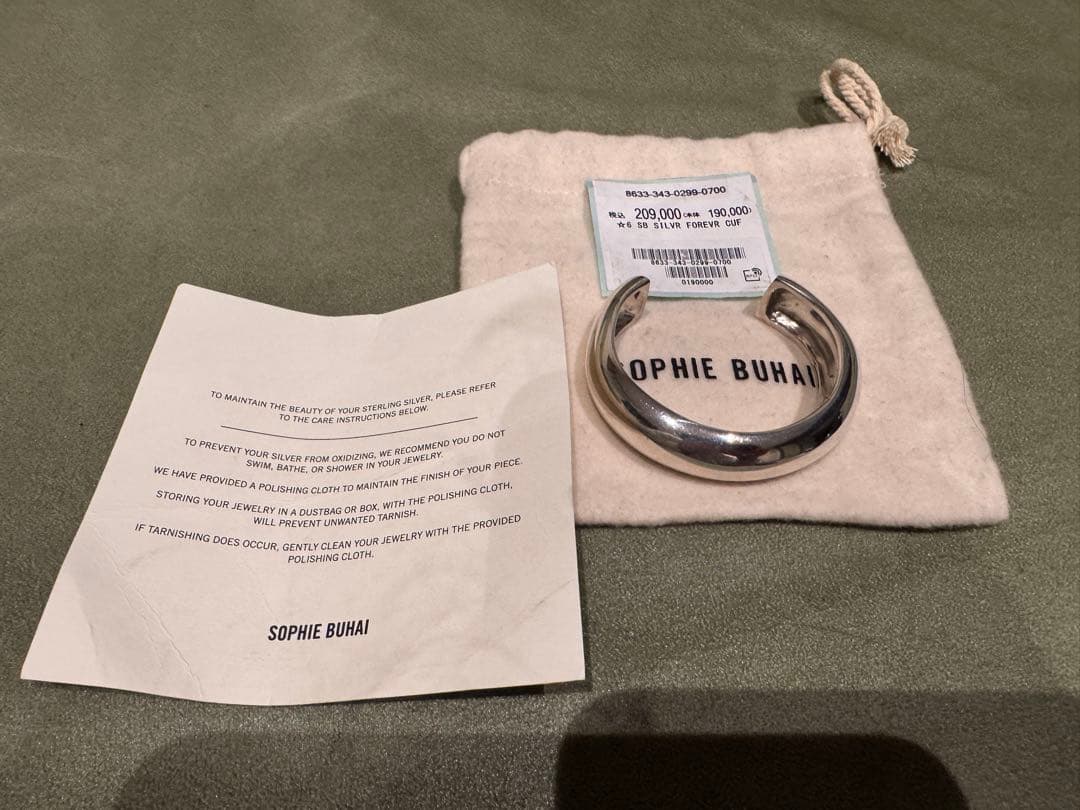 8633-343-0299-0700
税込 209,000 (本体 190,000)
☆6 SB SILVR FOREVR CUF
8633-343-0299-0700
0190000
SOPHIE BUHAI
TO MAINTAIN THE BEAUTY OF YOUR STERLING SILVER, PLEASE REFER
TO THE CARE INSTRUCTIONS BELOW.
TO PREVENT YOUR SILVER FROM OXIDIZING, WE RECOMMEND YOU DO NOT
SWIM, BATHE, OR SHOWER IN YOUR JEWELRY.
WE HAVE PROVIDED A POLISHING CLOTH TO MAINTAIN THE FINISH OF YOUR PIECE.
STORING YOUR JEWELRY IN A DUSTBAG OR BOX, WITH THE POLISHING CLOTH,
WILL PREVENT UNWANTED TARNISH.
IF TARNISHING DOES OCCUR, GENTLY CLEAN YOUR JEWELRY WITH THE PROVIDED
POLISHING CLOTH.
SOPHIE BUHAI